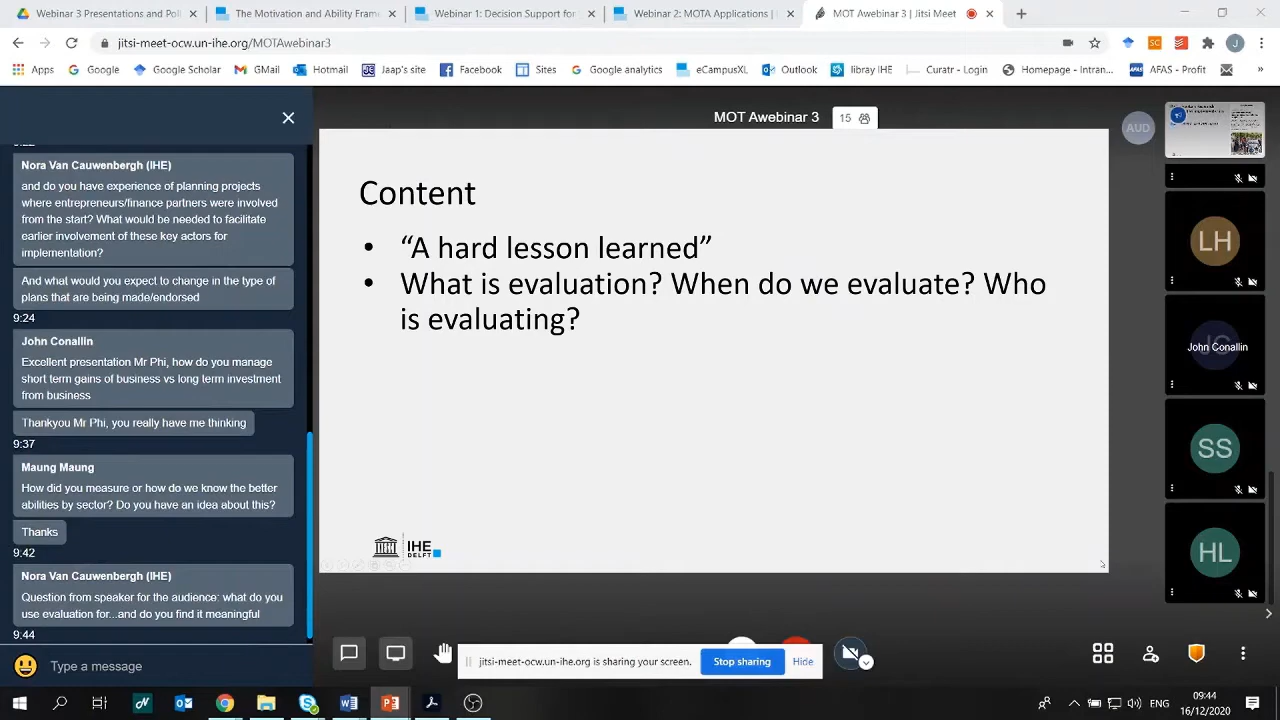 Webinar 3 Presentations and Poll
The Motivation and Ability Frame
Webinar 1: Decision Support for
Webinar 2: MOTA Applications |
MOT Awebinar 3 | Jitsi Meet
jitsi-meet-ocw.un-ihe.org/MOTAwebinar3
Apps
Google
Google Scholar
GMail
Hotmail
Jaap's site
Facebook
Sites
Google analytics
eCampusXL
Outlook
libray IHE
Curatr - Login
Homepage - Intran...
AFAS - Profit
»
Nora Van Cauwenbergh (IHE)
and do you have experience of planning projects
where entrepreneurs/finance partners were involved
from the start? What would be needed to facilitate
earlier involvement of these key actors for
implementation?
And what would you expect to change in the type of
plans that are being made/endorsed
9:24
John Conallin
Excellent presentation Mr Phi, how do you manage
short term gains of business vs long term investment
from business
Thankyou Mr Phi, you really have me thinking
9:37
Maung Maung
How did you measure or how do we know the better
abilities by sector? Do you have an idea about this?
Thanks
9:42
Nora Van Cauwenbergh (IHE)
Question from speaker for the audience: what do you
use evaluation for...and do you find it meaningful
9:44
Type a message
MOT Awebinar 3
15
Content
• “A hard lesson learned”
• What is evaluation? When do we evaluate? Who
is evaluating?
IHE
DELFT
AUD
LH
John Conallin
SS
HL
jitsi-meet-ocw.un-ihe.org is sharing your screen.
Stop sharing
Hide
ENG
09:44
16/12/2020